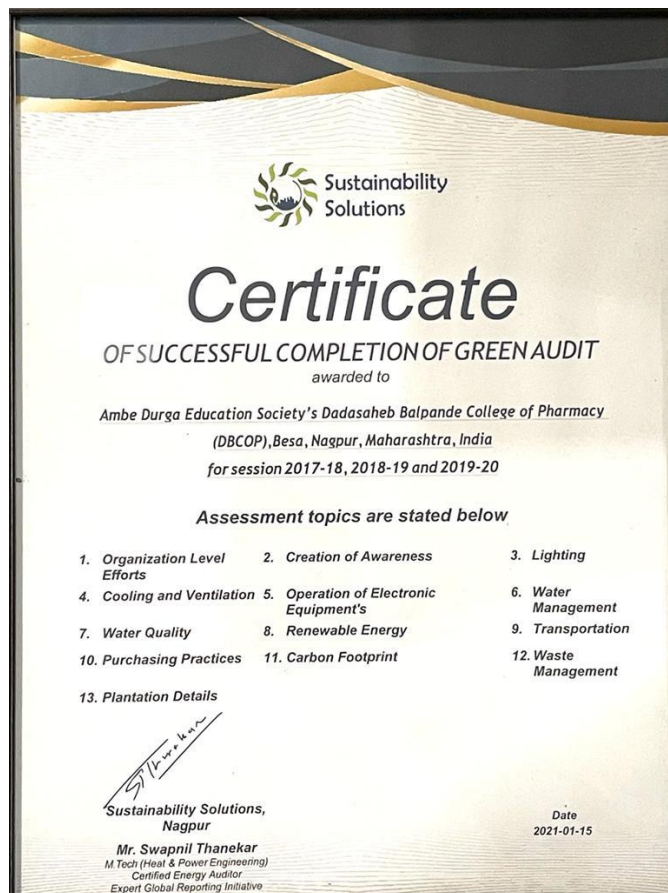 Sustainability
Solutions
Certificate
OF SUCCESSFUL COMPLETION OF GREEN AUDIT
awarded to
Ambe Durga Education Society's Dadasaheb Balpande College of Pharmacy
(DBCOP),Besa, Nagpur, Maharashtra, India
for session 2017-18, 2018-19 and 2019-20
Assessment topics are stated below
1. Organization Level Efforts
2. Creation of Awareness
3. Lighting
4. Cooling and Ventilation
5. Operation of Electronic Equipment's
6. Water Management
7. Water Quality
8. Renewable Energy
9. Transportation
10. Purchasing Practices
11. Carbon Footprint
12. Waste Management
13. Plantation Details
Sustainability Solutions,
Nagpur
Mr. Swapnil Thanekar
M.Tech (Heat & Power Engineering)
Certified Energy Auditor
Expert Global Reporting Initiative
Date
2021-01-15